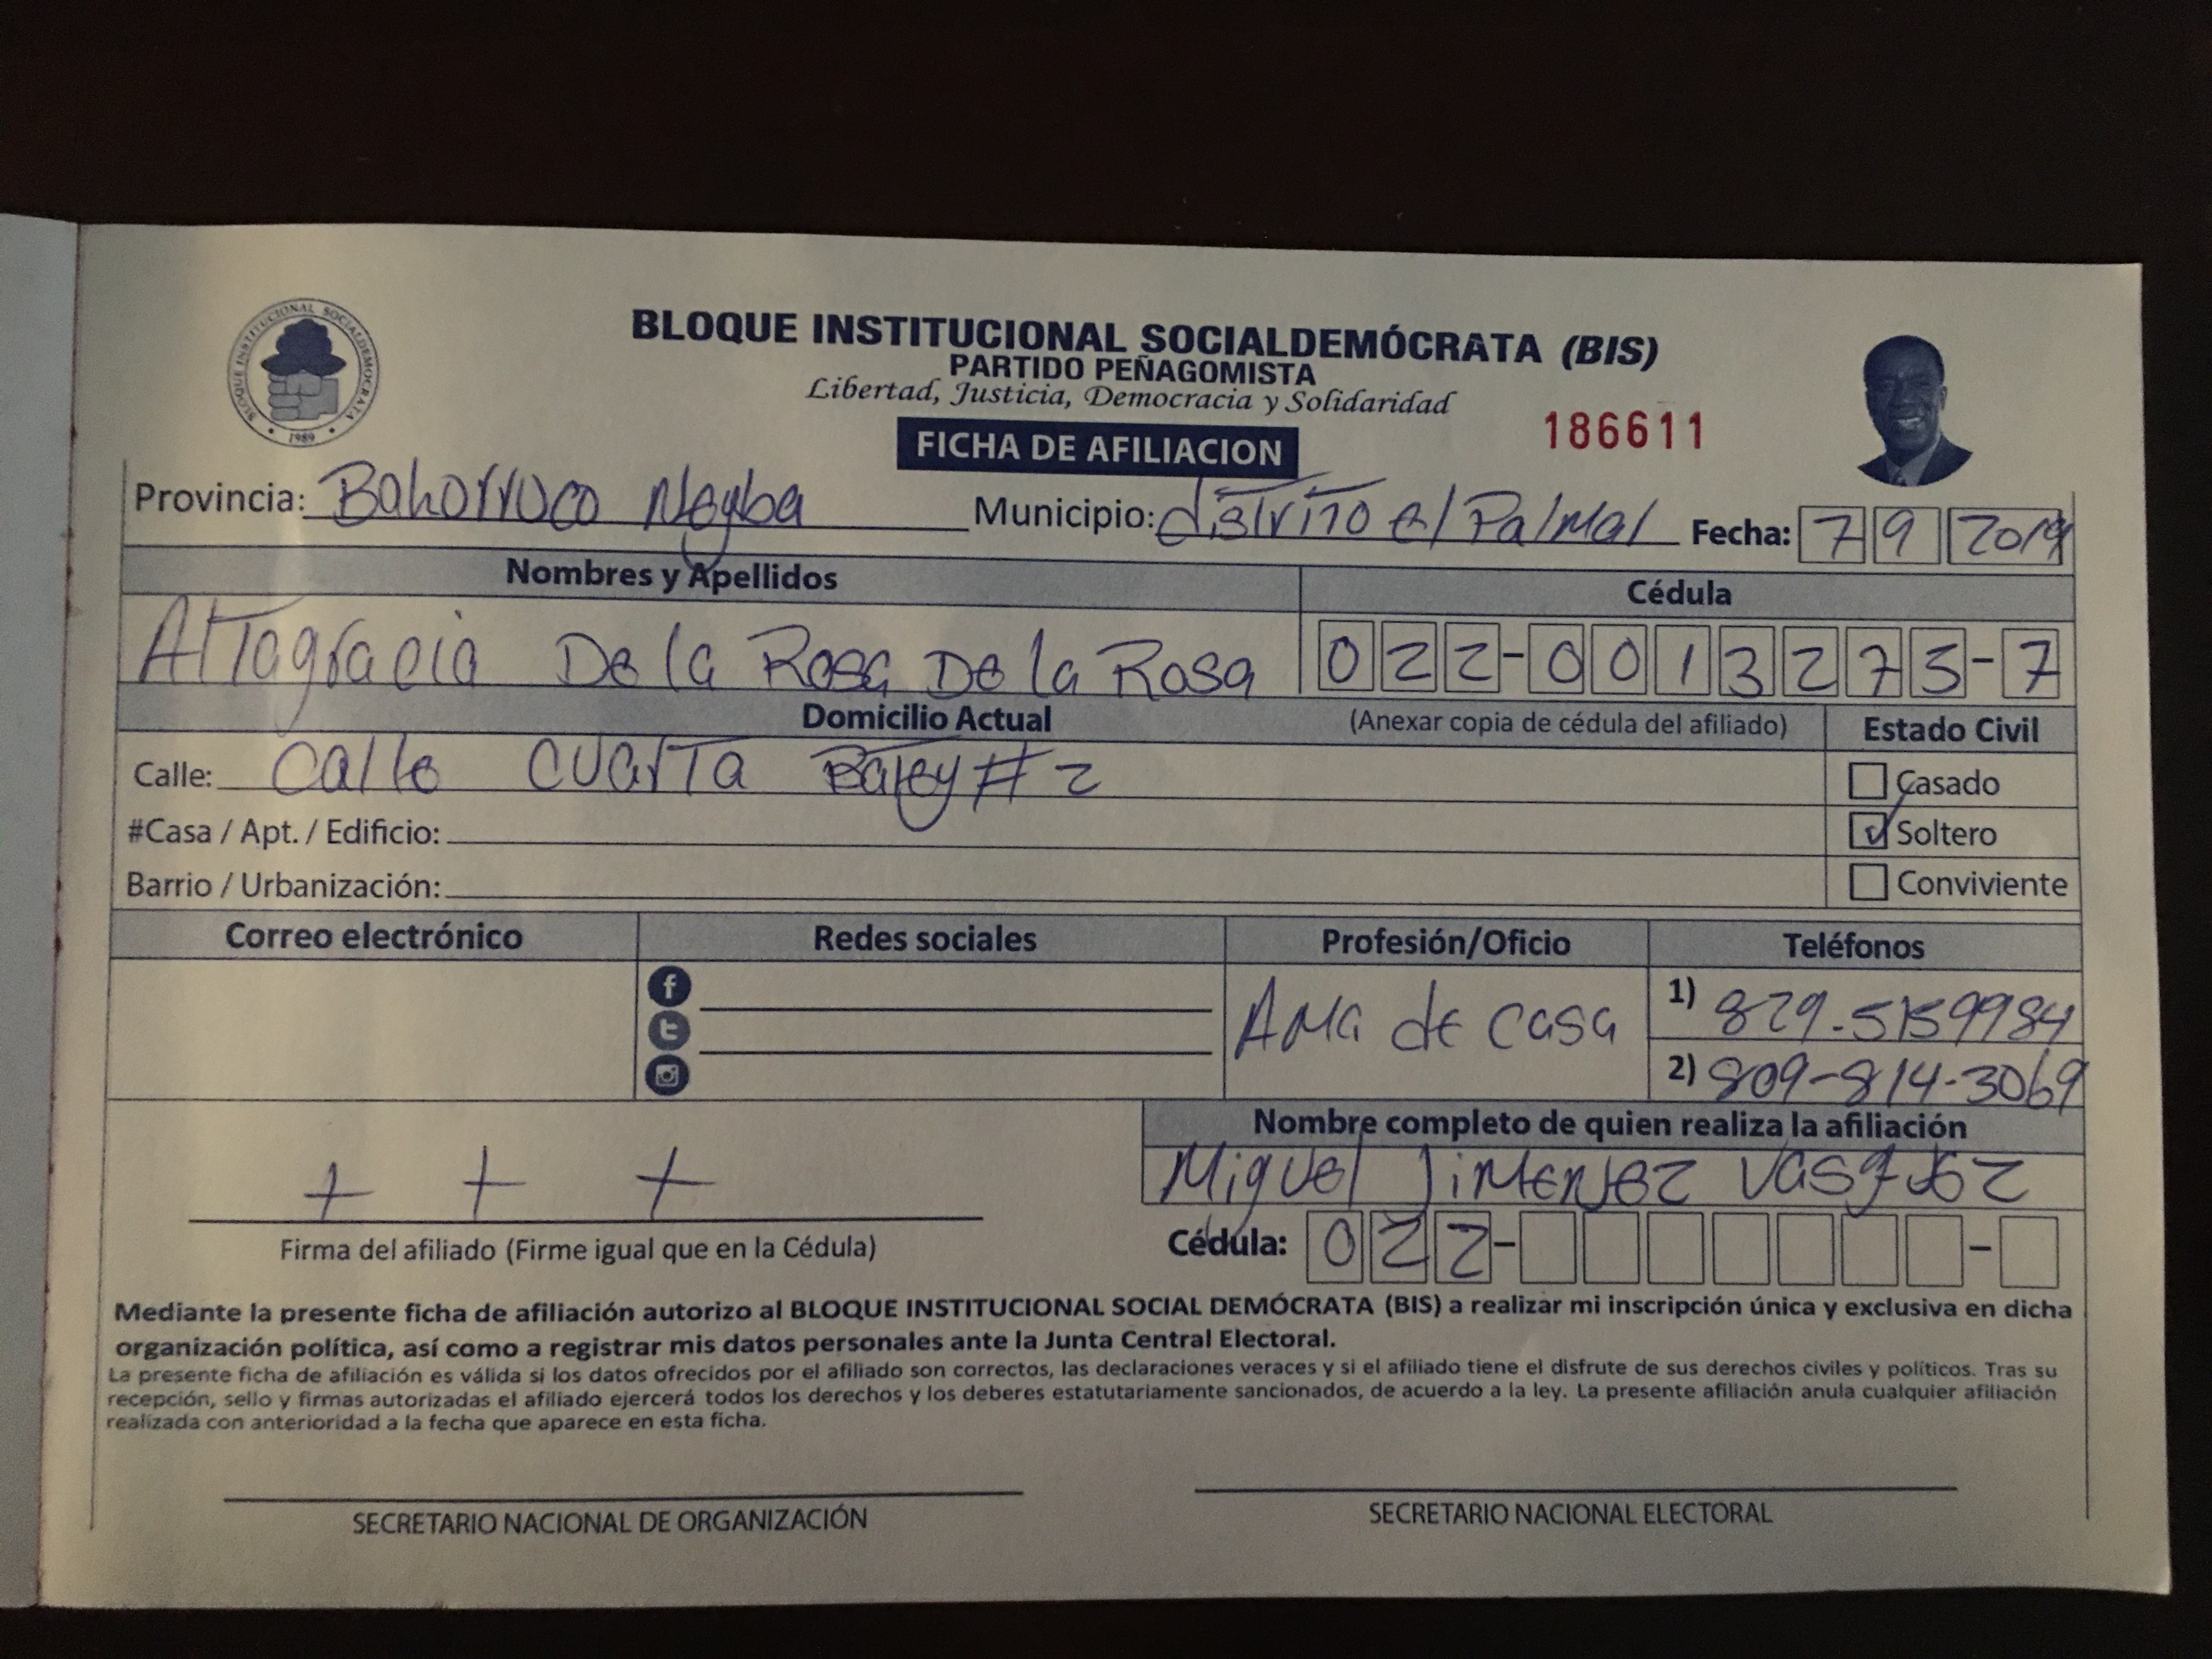 BLOQUE INSTITUCIONAL SOCIALDEMÓCRATA
1989
BLOQUE INSTITUCIONAL SOCIALDEMÓCRATA (BIS)
PARTIDO PEÑAGOMISTA
Libertad, Justicia, Democracia y Solidaridad
FICHA DE AFILIACION
186611
Provincia: Bahorruco Neyba Municipio: distrito el Palmal Fecha: 7 9 2019
Nombres y Apellidos Cédula
Altagracia De la Rosa De la Rosa 022-0013273-7
Domicilio Actual (Anexar copia de cédula del afiliado) Estado Civil
Calle: Calle Cuarta Batey # 2 Casado
#Casa / Apt. / Edificio: Soltero
Barrio / Urbanización: Conviviente
Correo electrónico Redes sociales Profesión/Oficio Teléfonos
Ama de casa
1) 829-5159984
2) 809-814-3069
Nombre completo de quien realiza la afiliación
+ + + Miguel Jimenez Vasquez
Firma del afiliado (Firme igual que en la Cédula) Cédula: 022- -
Mediante la presente ficha de afiliación autorizo al BLOQUE INSTITUCIONAL SOCIAL DEMÓCRATA (BIS) a realizar mi inscripción única y exclusiva en dicha
organización política, así como a registrar mis datos personales ante la Junta Central Electoral.
La presente ficha de afiliación es válida si los datos ofrecidos por el afiliado son correctos, las declaraciones veraces y si el afiliado tiene el disfrute de sus derechos civiles y políticos. Tras su
recepción, sello y firmas autorizadas el afiliado ejercerá todos los derechos y los deberes estatutariamente sancionados, de acuerdo a la ley. La presente afiliación anula cualquier afiliación
realizada con anterioridad a la fecha que aparece en esta ficha.
SECRETARIO NACIONAL DE ORGANIZACIÓN SECRETARIO NACIONAL ELECTORAL